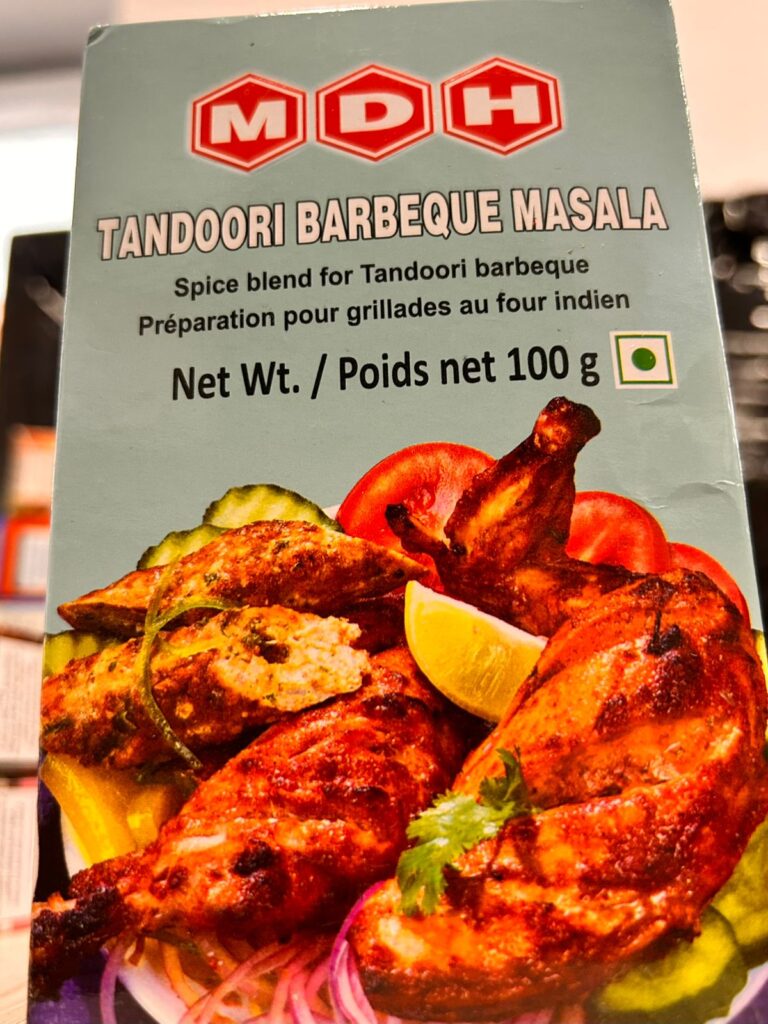 MDH
TANDOORI BARBEQUE MASALA
Spice blend for Tandoori barbeque
Préparation pour grillades au four indien
Net Wt. / Poids net 100 g